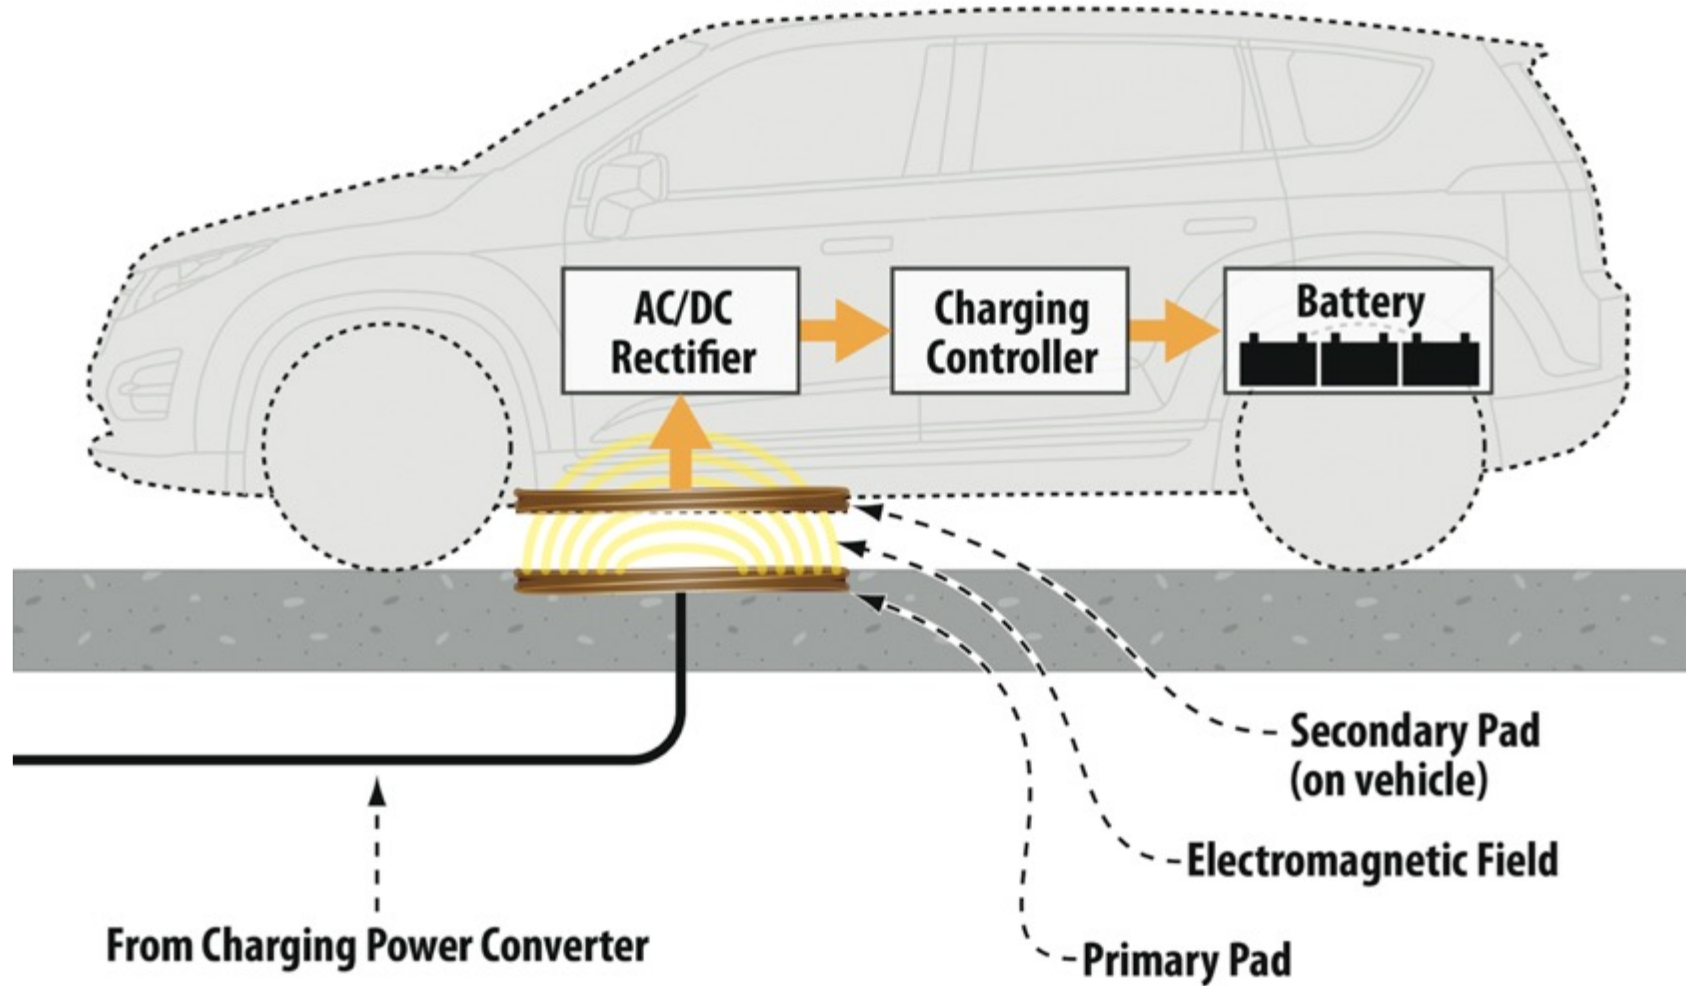 AC/DC
Rectifier
Charging
Controller
Battery
Secondary Pad
(on vehicle)
Electromagnetic Field
From Charging Power Converter
Primary Pad